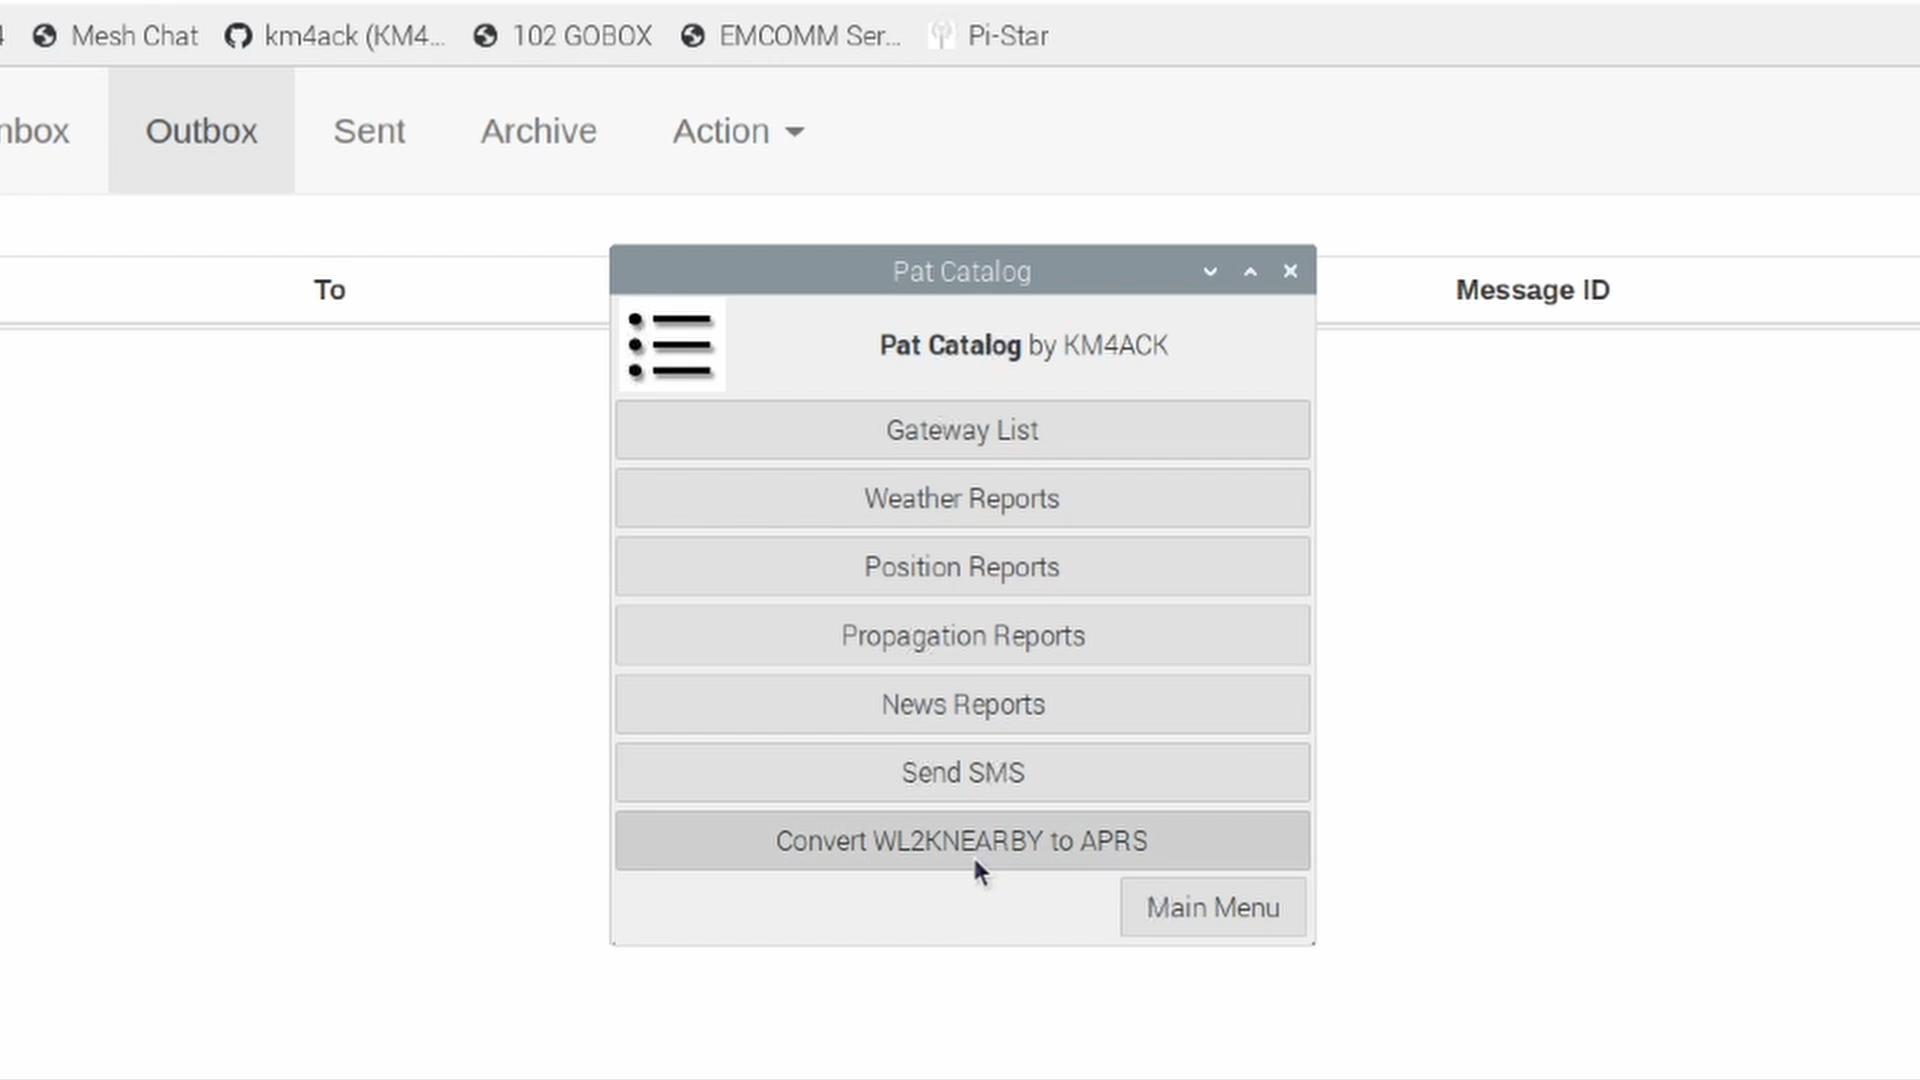 Mesh Chat km4ack (KM4... 102 GOBOX EMCOMM Ser... Pi-Star
nbox Outbox Sent Archive Action
To Message ID
Pat Catalog
Pat Catalog by KM4ACK
Gateway List
Weather Reports
Position Reports
Propagation Reports
News Reports
Send SMS
Convert WL2KNEARBY to APRS
Main Menu